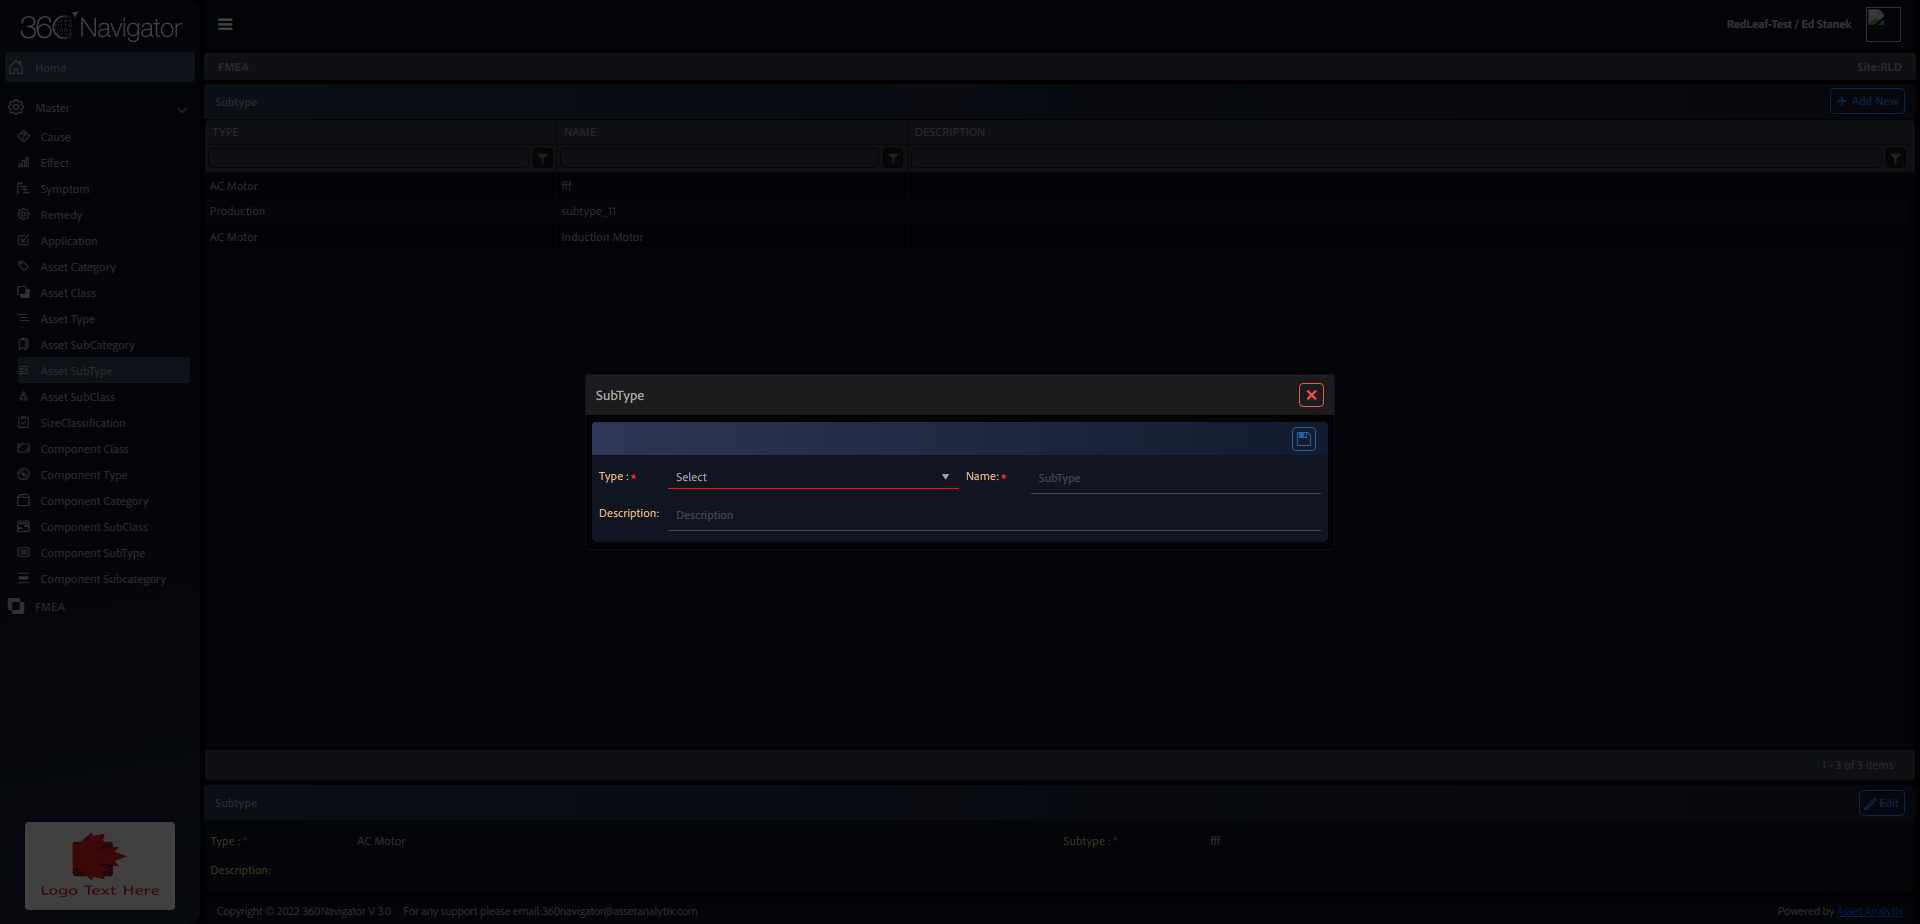 360 Navigator
RedLeaf-Test / Ed Stanek
Home
FMEA
Site:RLD
Master
Subtype
+ Add New
TYPE
NAME
DESCRIPTION
Cause
Effect
Symptom
AC Motor
fff
Remedy
Production
subtype_11
Application
AC Motor
Induction Motor
Asset Category
Asset Class
Asset Type
Asset SubCategory
Asset SubType
Asset SubClass
SizeClassification
Component Class
Component Type
Component Category
Component SubClass
Component SubType
Component Subcategory
FMEA
SubType
Type :*
Select
Name:*
SubType
Description:
Description
1 - 3 of 3 items
Subtype
Edit
Type :*
AC Motor
Subtype :*
fff
Description:
Logo Text Here
Copyright © 2022 360Navigator V 3.0
For any support please email:360navigator@assetanalytix.com
Powered by Asset Analytix